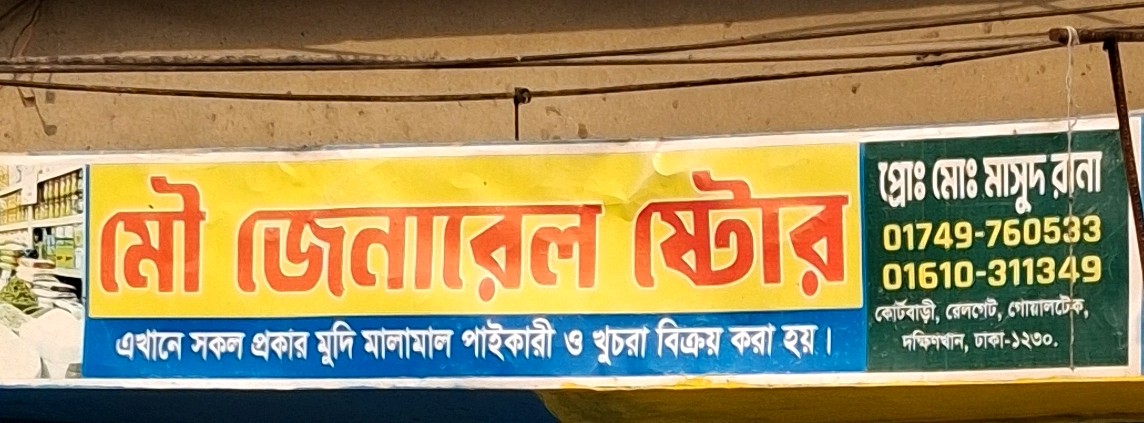 মৌ জেনারেল ষ্টোর
এখানে সকল প্রকার মুদি মালামাল পাইকারী ও খুচরা বিক্রয় করা হয়।
প্রোঃ মোঃ মাসুদ রানা
01749-760533
01610-311349
কোর্টবাড়ী, রেলগেট, গোয়ালটেক,
দক্ষিণখান, ঢাকা-১২৩০.